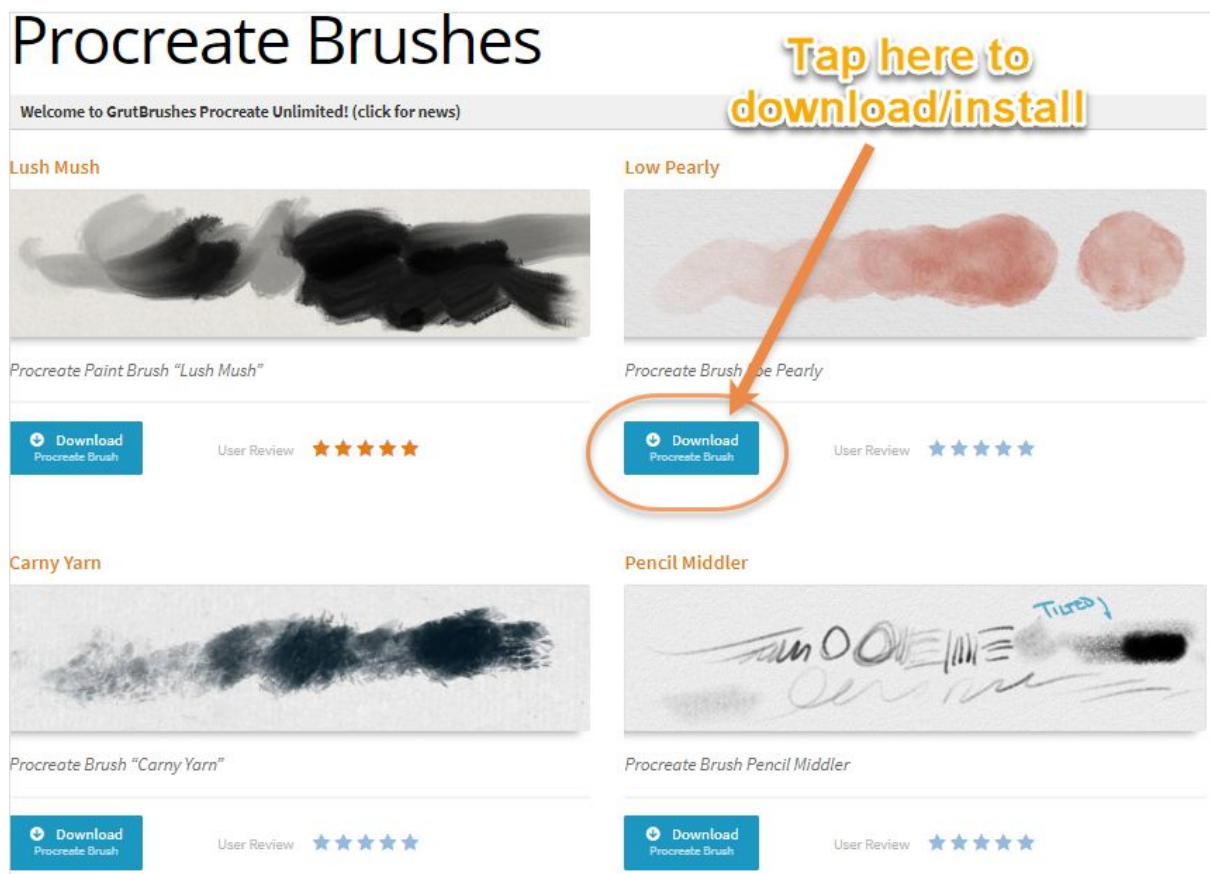 Procreate Brushes
Tap here to
download/install
Welcome to GrutBrushes Procreate Unlimited! (click for news)
Lush Mush
Low Pearly
Procreate Paint Brush “Lush Mush”
Procreate Brush Loe Pearly
Download
Procreate Brush
User Review
Download
Procreate Brush
User Review
Carny Yarn
Pencil Middler
TILTED
Procreate Brush “Carny Yarn”
Procreate Brush Pencil Middler
Download
Procreate Brush
User Review
Download
Procreate Brush
User Review